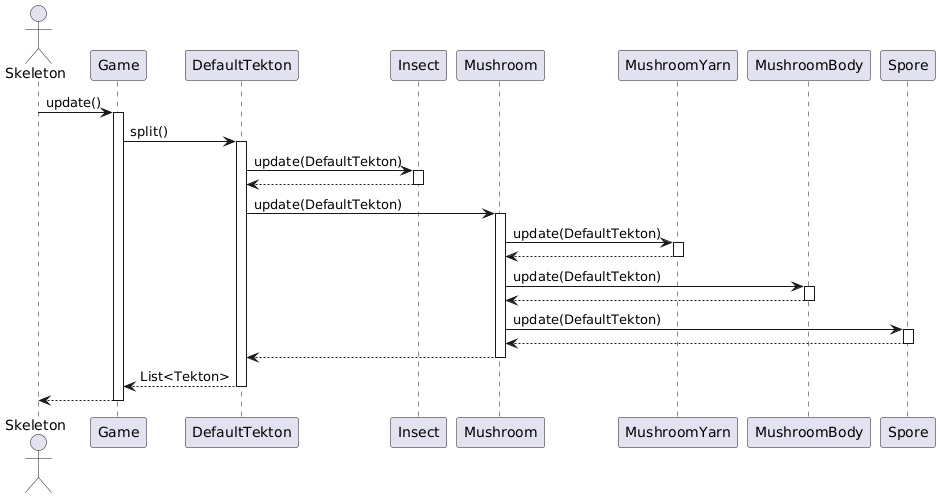 Skeleton
Game
DefaultTekton
Insect
Mushroom
MushroomYarn
MushroomBody
Spore
update()
split()
update(DefaultTekton)
update(DefaultTekton)
update(DefaultTekton)
update(DefaultTekton)
update(DefaultTekton)
List<Tekton>
Skeleton
Game
DefaultTekton
Insect
Mushroom
MushroomYarn
MushroomBody
Spore